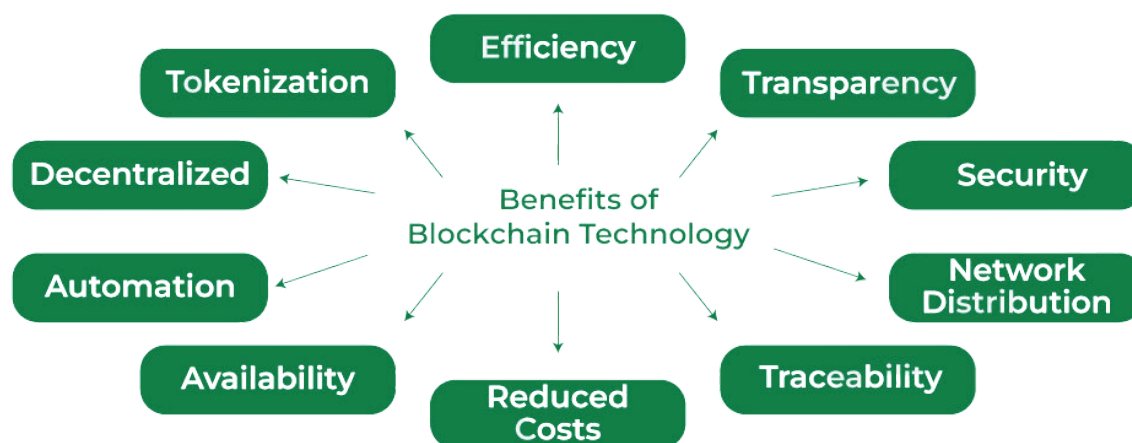 Efficiency
Tokenization
Transparency
Decentralized
Security
Benefits of
Blockchain Technology
Automation
Network
Distribution
Availability
Traceability
Reduced
Costs